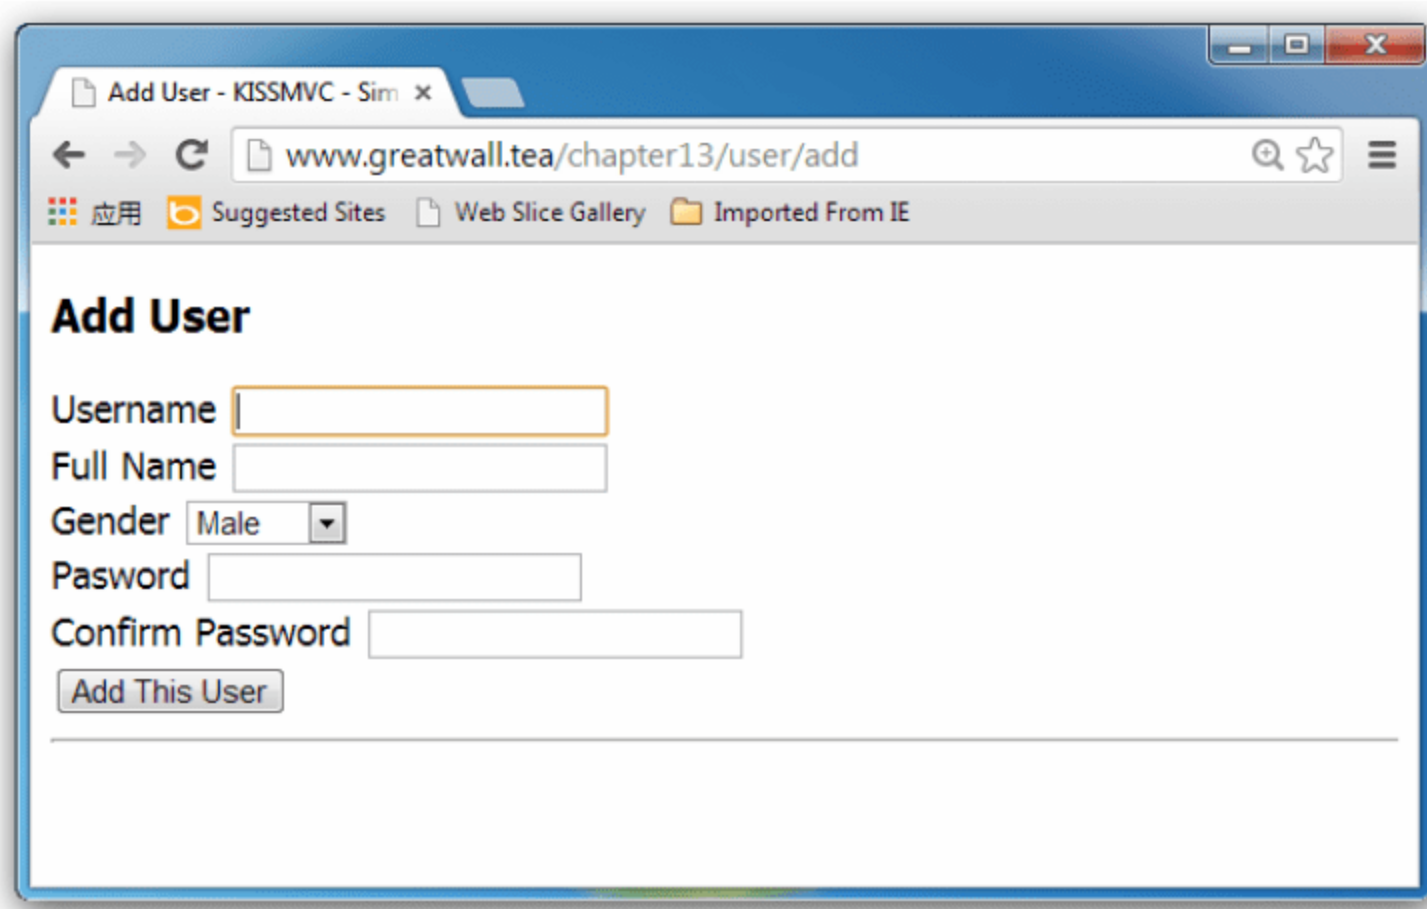 Add User - KISSMVC - Sim
www.greatwall.tea/chapter13/user/add
应用 Suggested Sites Web Slice Gallery Imported From IE
Add User
Username
Full Name
Gender Male
Pasword
Confirm Password
Add This User